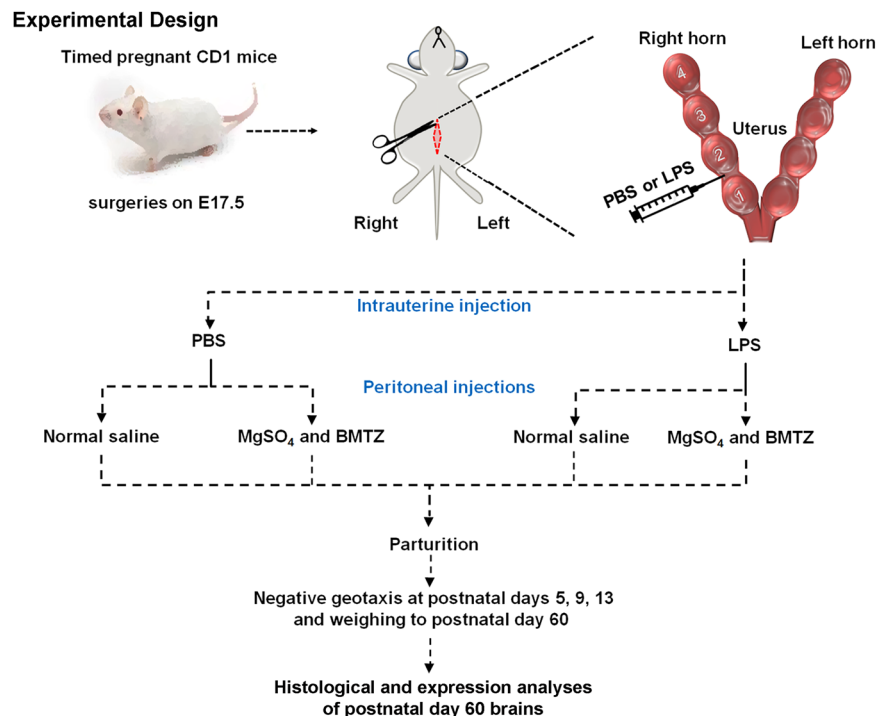 Experimental Design
Timed pregnant CD1 mice
surgeries on E17.5
Right
Left
Right horn
Left horn
Uterus
4
3
2
1
PBS or LPS
Intrauterine injection
PBS
LPS
Peritoneal injections
Normal saline
MgSO₄ and BMTZ
Normal saline
MgSO₄ and BMTZ
Parturition
Negative geotaxis at postnatal days 5, 9, 13
and weighing to postnatal day 60
Histological and expression analyses
of postnatal day 60 brains